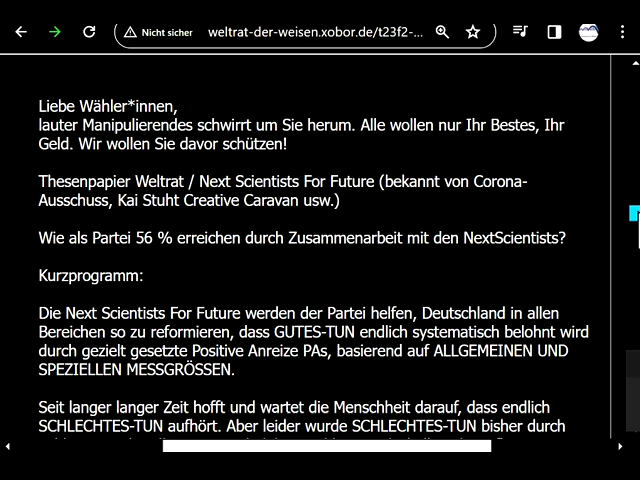 Nicht sicher weltrat-der-weisen.xobor.de/t23f2-...
Liebe Wähler*innen,
lauter Manipulierendes schwirrt um Sie herum. Alle wollen nur Ihr Bestes, Ihr
Geld. Wir wollen Sie davor schützen!
Thesenpapier Weltrat / Next Scientists For Future (bekannt von Corona-
Ausschuss, Kai Stuht Creative Caravan usw.)
Wie als Partei 56 % erreichen durch Zusammenarbeit mit den NextScientists?
Kurzprogramm:
Die Next Scientists For Future werden der Partei helfen, Deutschland in allen
Bereichen so zu reformieren, dass GUTES-TUN endlich systematisch belohnt wird
durch gezielt gesetzte Positive Anreize PAs, basierend auf ALLGEMEINEN UND
SPEZIELLEN MESSGRÖSSEN.
Seit langer langer Zeit hofft und wartet die Menschheit darauf, dass endlich
SCHLECHTES-TUN aufhört. Aber leider wurde SCHLECHTES-TUN bisher durch